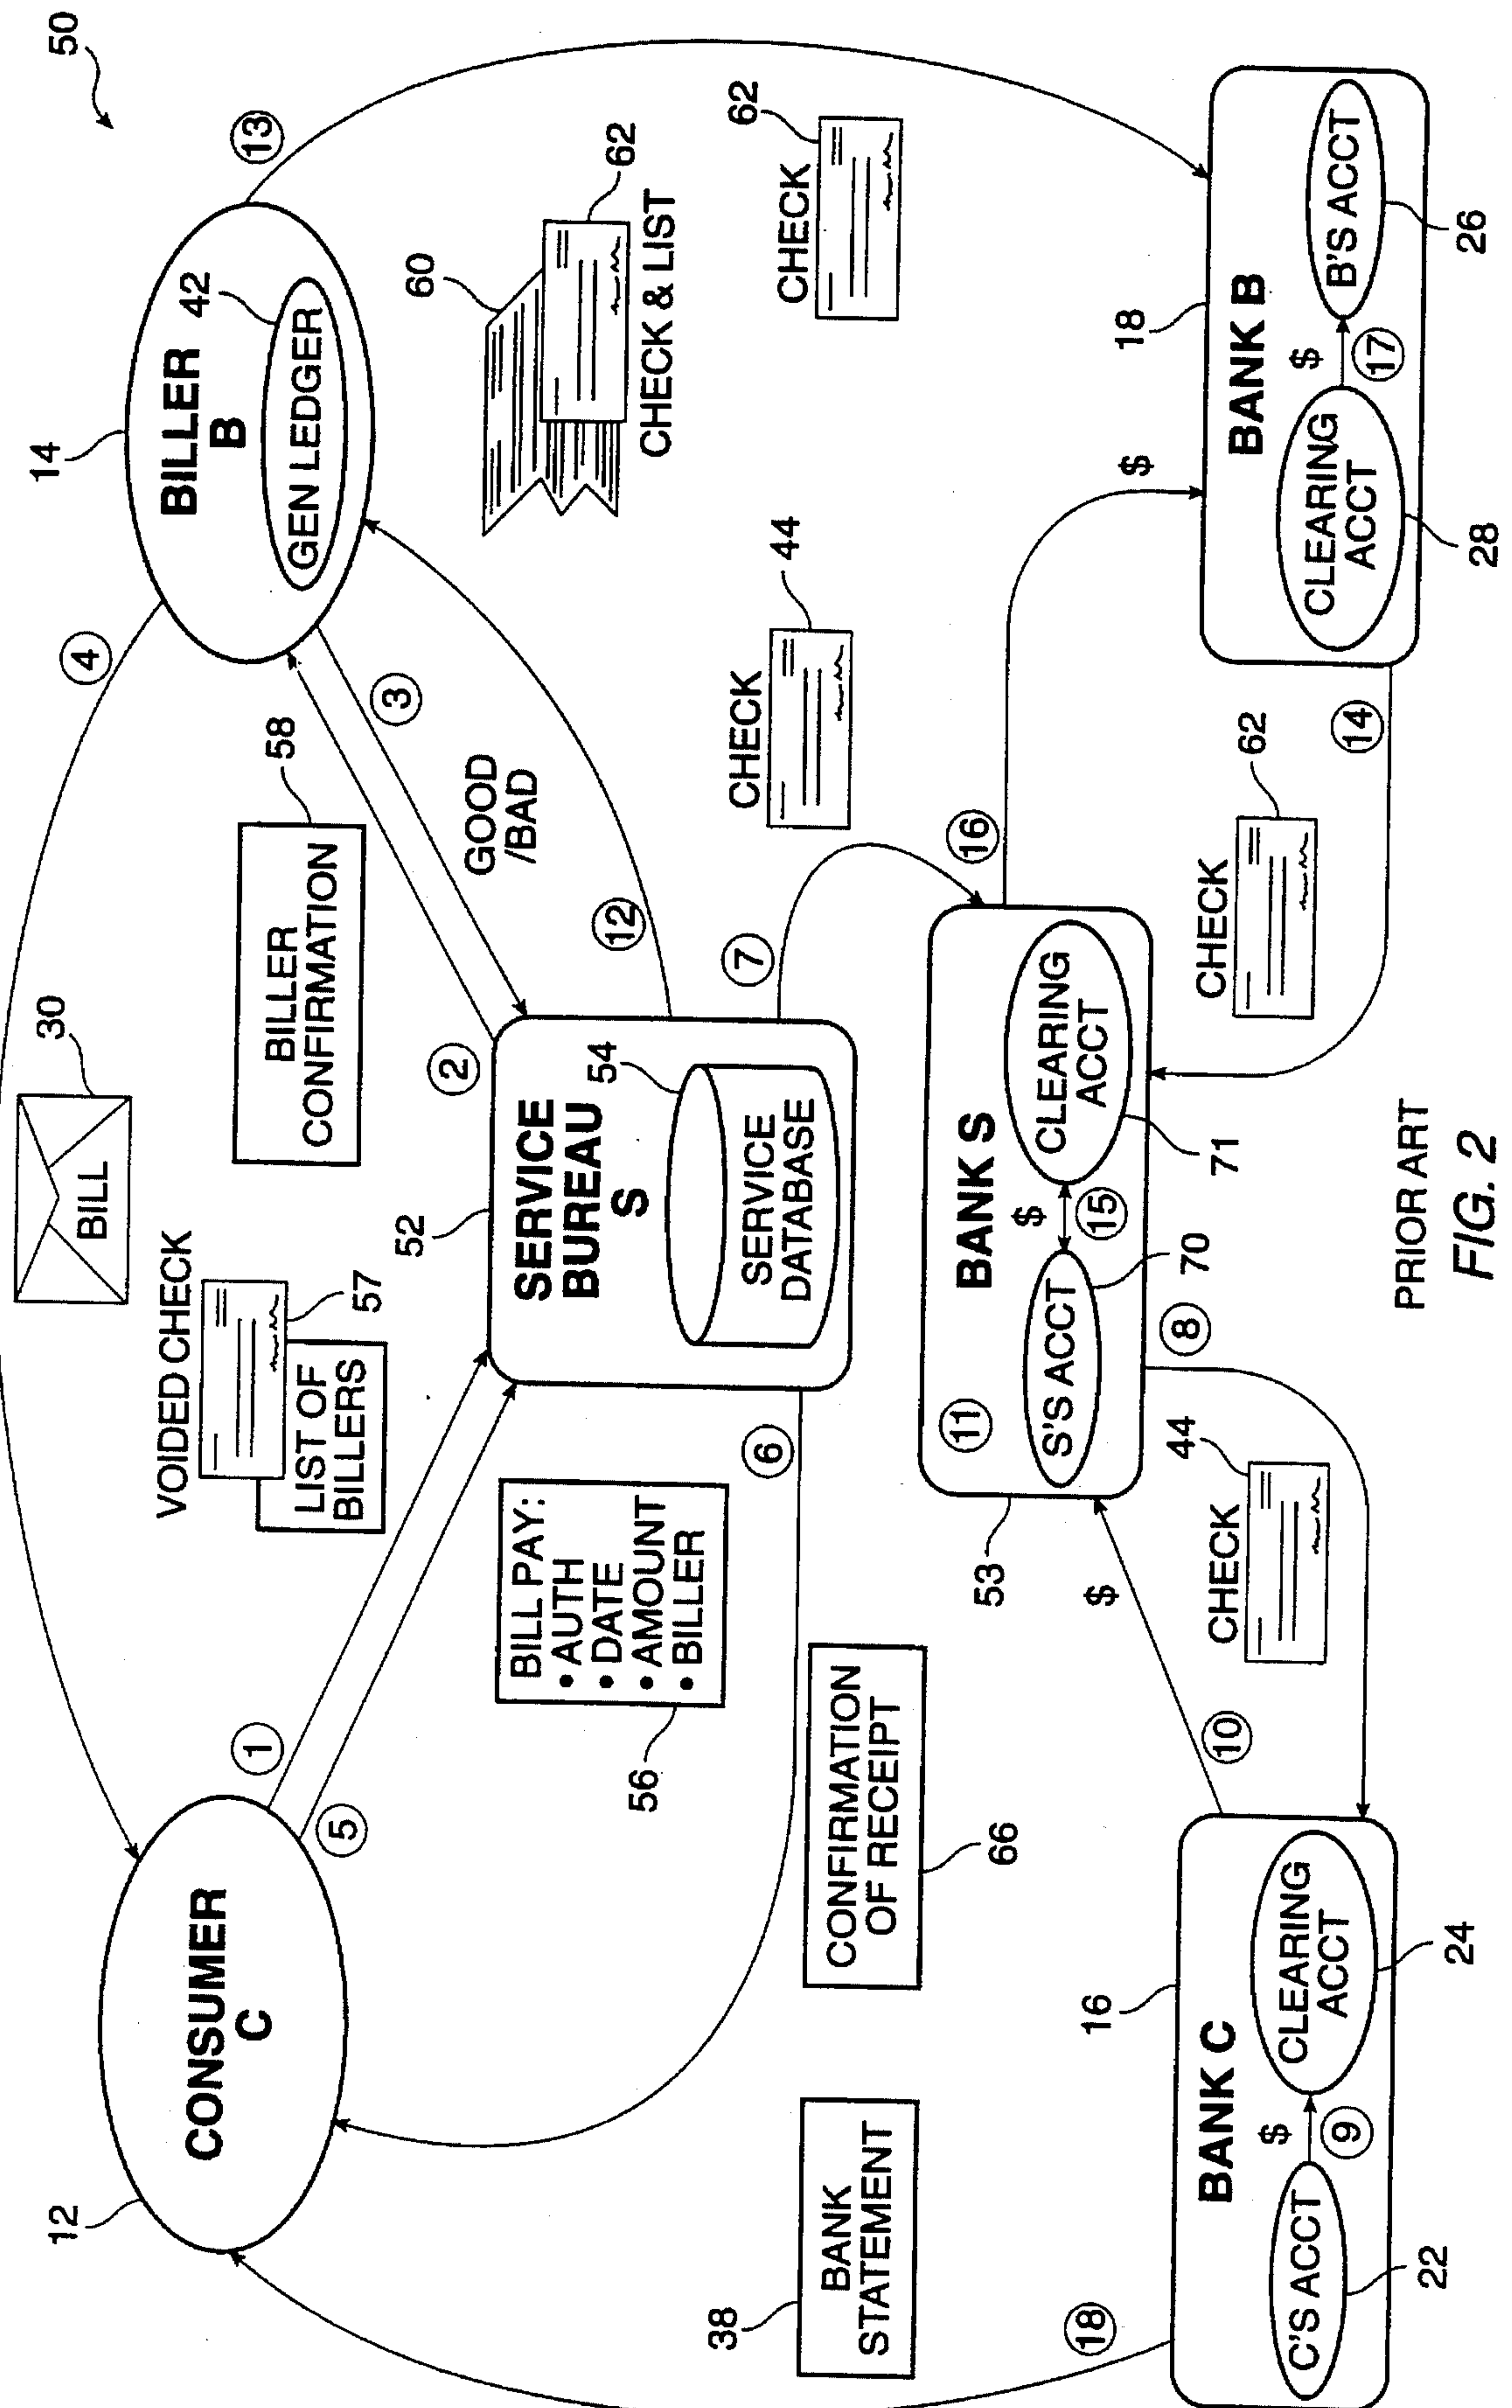 50
12
CONSUMER
C
4
BILL
30
14
BILLER
B
42
GEN LEDGER
13
VOIDED CHECK
57
LIST OF
BILLERS
BILLER
CONFIRMATION
58
1
5
2
3
GOOD
/BAD
60
62
CHECK & LIST
BILL PAY:
• AUTH
• DATE
• AMOUNT
• BILLER
56
52
SERVICE
BUREAU
S
54
SERVICE
DATABASE
12
6
7
38
BANK
STATEMENT
CONFIRMATION
OF RECEIPT
66
CHECK
44
CHECK
62
18
16
BANK C
C'S ACCT
22
$
9
CLEARING
ACCT
24
10
$
53
11
BANK S
S'S ACCT
70
$
15
CLEARING
ACCT
71
8
CHECK
44
16
$
18
BANK B
CLEARING
ACCT
28
$
17
B'S ACCT
26
14
CHECK
62
PRIOR ART
FIG. 2